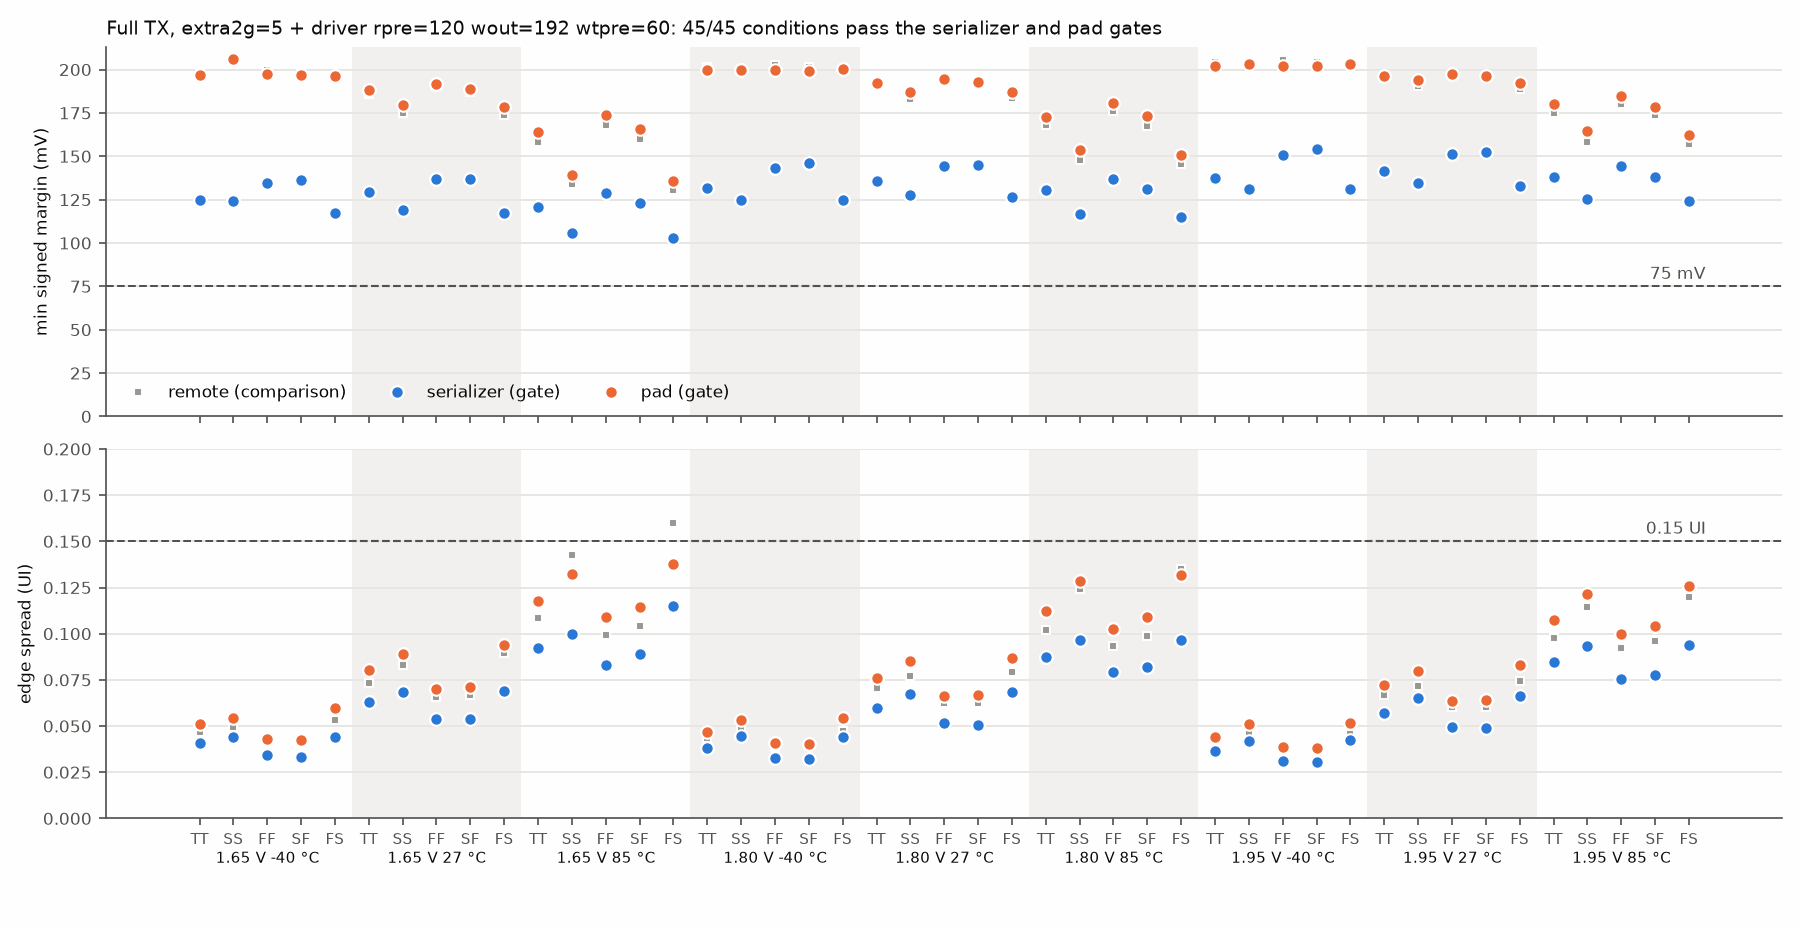 Full TX, extra2g=5 + driver rpre=120 wout=192 wtpre=60: 45/45 conditions pass the serializer and pad gates
min signed margin (mV)
200
175
150
125
100
75
50
25
0
75 mV
remote (comparison) serializer (gate) pad (gate)
edge spread (UI)
0.200
0.175
0.150
0.125
0.100
0.075
0.050
0.025
0.000
0.15 UI
TT SS FF SF FS TT SS FF SF FS TT SS FF SF FS TT SS FF SF FS TT SS FF SF FS TT SS FF SF FS TT SS FF SF FS TT SS FF SF FS TT SS FF SF FS
1.65 V -40 °C 1.65 V 27 °C 1.65 V 85 °C 1.80 V -40 °C 1.80 V 27 °C 1.80 V 85 °C 1.95 V -40 °C 1.95 V 27 °C 1.95 V 85 °C